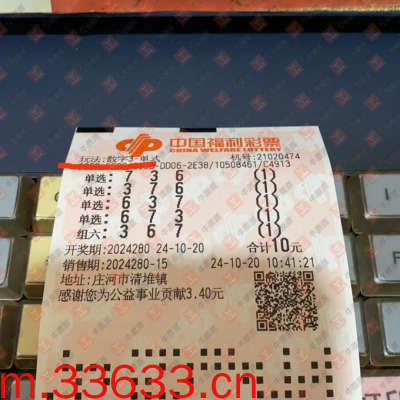 中国福利彩票
CHINA WELFARE LOTTERY
玩法:数字3-单式
机号:21020474
DD06-2E38/10508461/C4913
单选: 7 3 6 (1)
单选: 3 7 6 (1)
单选: 6 3 7 (1)
单选: 6 7 3 (1)
组六: 3 6 7 (1)
开奖期:2024280 24-10-20 合计10元
销售期:2024280-15 24-10-20 10:41:21
地址:庄河市清堆镇
感谢您为公益事业贡献3.40元
m.33633.cn